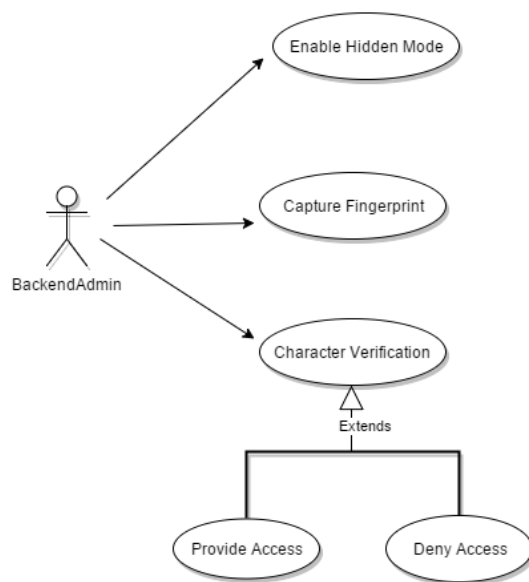 Enable Hidden Mode
Capture Fingerprint
BackendAdmin
Character Verification
Extends
Provide Access
Deny Access